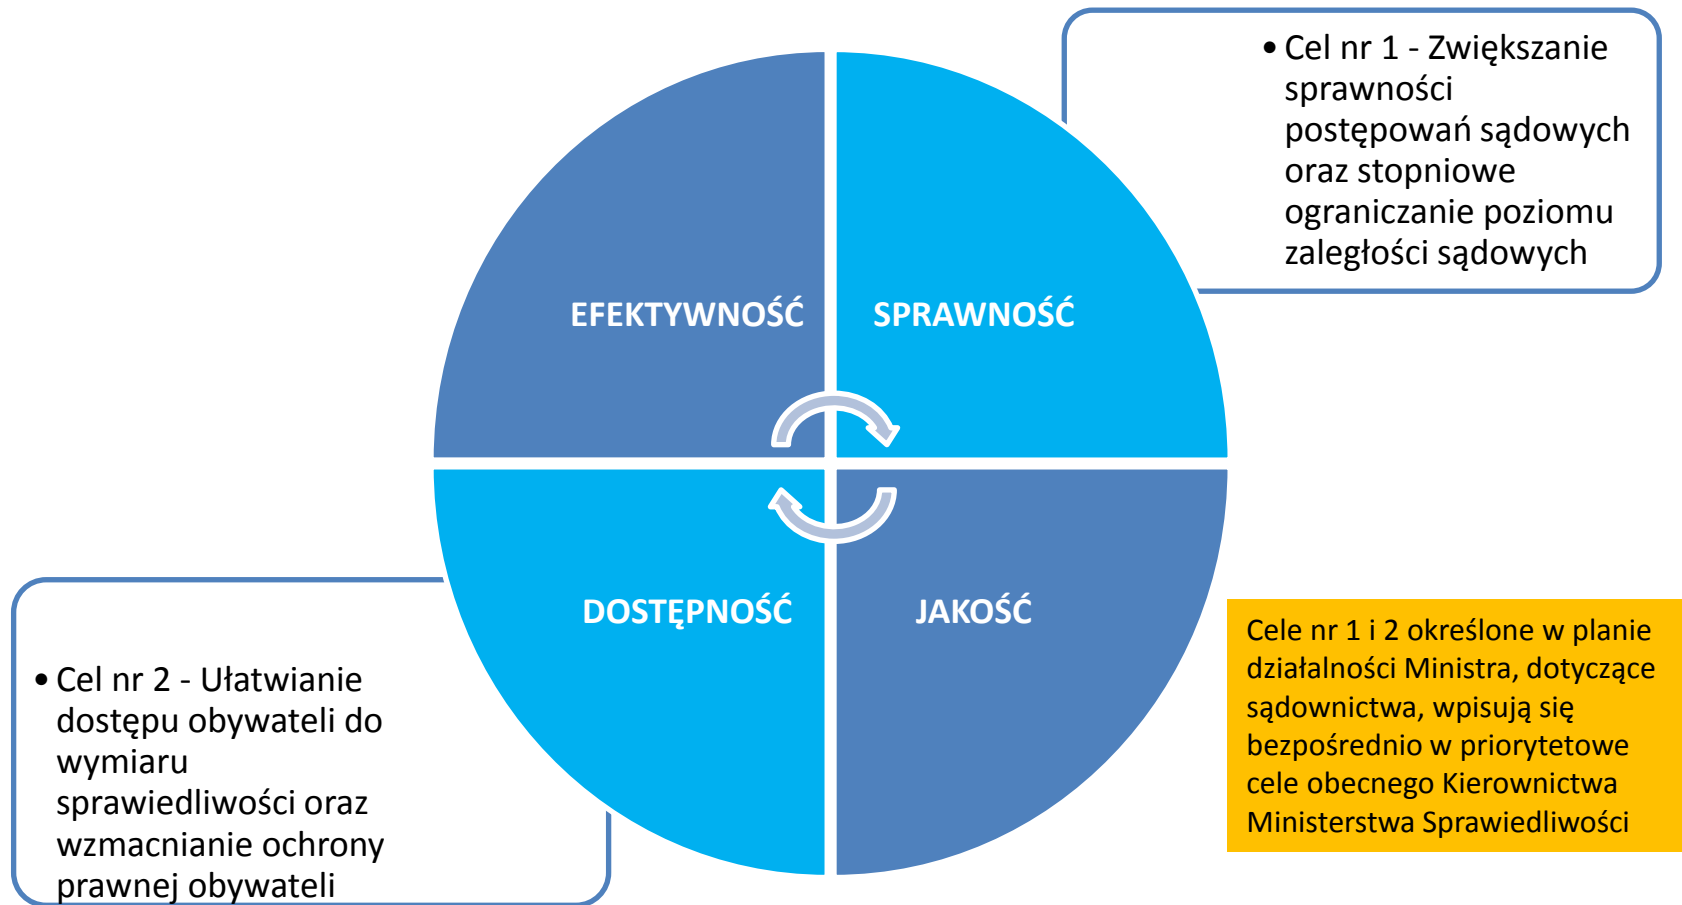 • Cel nr 1 - Zwiększanie
sprawności
postępowań sądowych
oraz stopniowe
ograniczanie poziomu
zaległości sądowych
EFEKTYWNOŚĆ
SPRAWNOŚĆ
DOSTĘPNOŚĆ
JAKOŚĆ
• Cel nr 2 - Ułatwianie
dostępu obywateli do
wymiaru
sprawiedliwości oraz
wzmacnianie ochrony
prawnej obywateli
Cele nr 1 i 2 określone w planie
działalności Ministra, dotyczące
sądownictwa, wpisują się
bezpośrednio w priorytetowe
cele obecnego Kierownictwa
Ministerstwa Sprawiedliwości